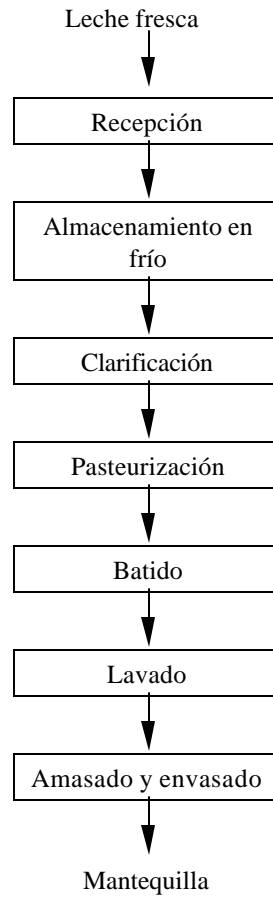 Leche fresca
Recepción
Almacenamiento en
frío
Clarificación
Pasteurización
Batido
Lavado
Amasado y envasado
Mantequilla